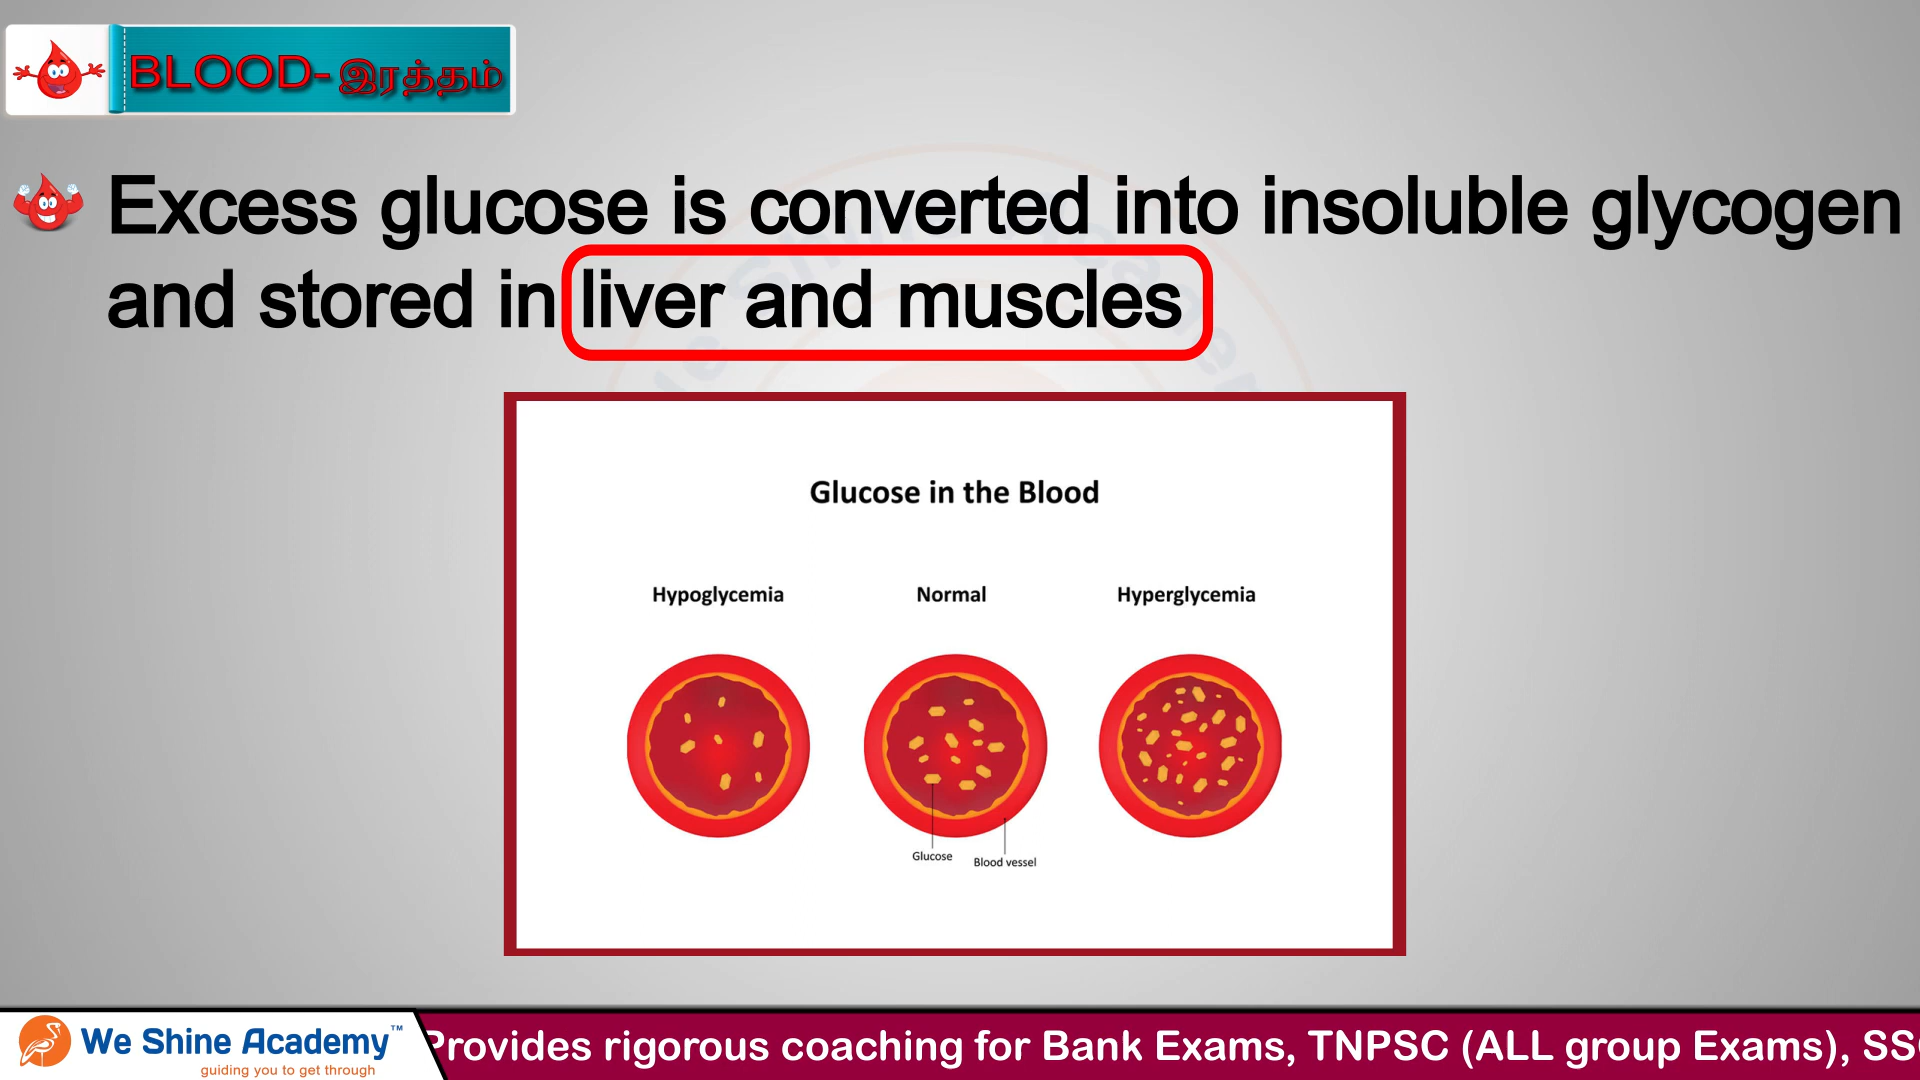 BLOOD-இரத்தம்
Excess glucose is converted into insoluble glycogen
and stored in liver and muscles
Glucose in the Blood
Hypoglycemia Normal Hyperglycemia
Glucose Blood vessel
We Shine Academy™
guiding you to get through
Provides rigorous coaching for Bank Exams, TNPSC (ALL group Exams),